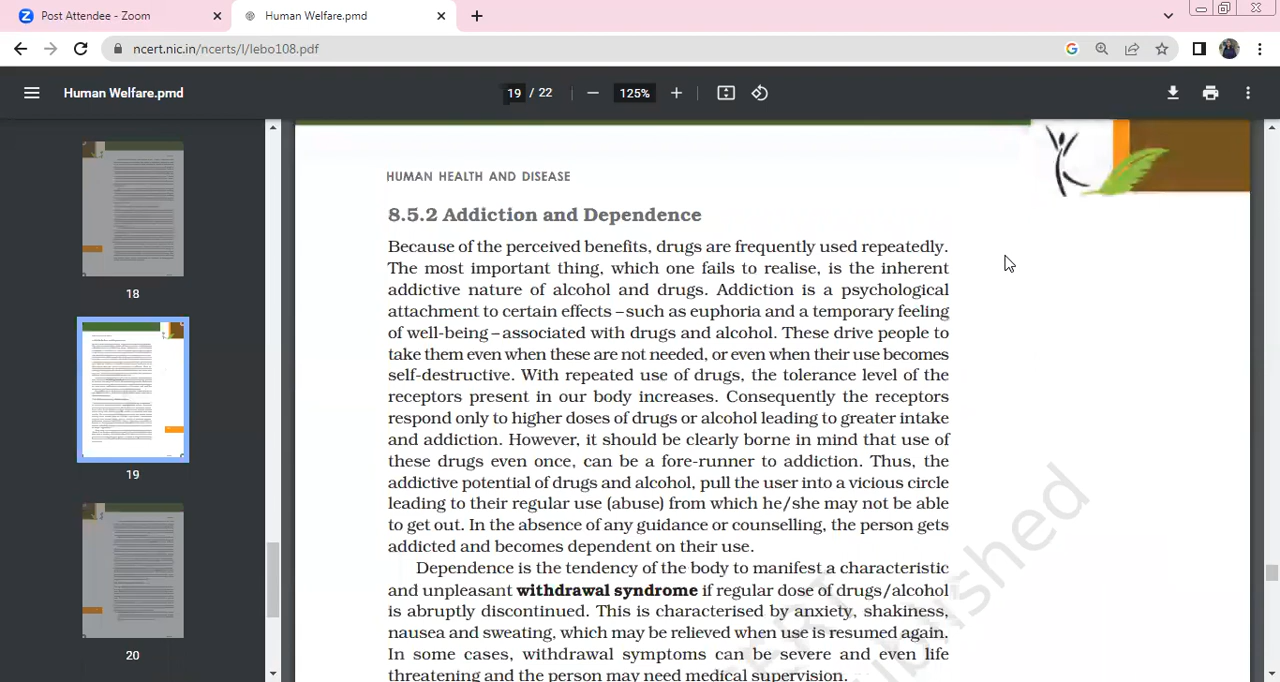 Post Attendee - Zoom
Human Welfare.pmd
ncert.nic.in/ncerts/l/lebo108.pdf
Human Welfare.pmd
19 / 22
125%
18
19
20
HUMAN HEALTH AND DISEASE
8.5.2 Addiction and Dependence
Because of the perceived benefits, drugs are frequently used repeatedly.
The most important thing, which one fails to realise, is the inherent
addictive nature of alcohol and drugs. Addiction is a psychological
attachment to certain effects –such as euphoria and a temporary feeling
of well-being–associated with drugs and alcohol. These drive people to
take them even when these are not needed, or even when their use becomes
self-destructive. With repeated use of drugs, the tolerance level of the
receptors present in our body increases. Consequently the receptors
respond only to higher doses of drugs or alcohol leading to greater intake
and addiction. However, it should be clearly borne in mind that use of
these drugs even once, can be a fore-runner to addiction. Thus, the
addictive potential of drugs and alcohol, pull the user into a vicious circle
leading to their regular use (abuse) from which he/she may not be able
to get out. In the absence of any guidance or counselling, the person gets
addicted and becomes dependent on their use.
Dependence is the tendency of the body to manifest a characteristic
and unpleasant withdrawal syndrome if regular dose of drugs/alcohol
is abruptly discontinued. This is characterised by anxiety, shakiness,
nausea and sweating, which may be relieved when use is resumed again.
In some cases, withdrawal symptoms can be severe and even life
threatening and the person may need medical supervision.